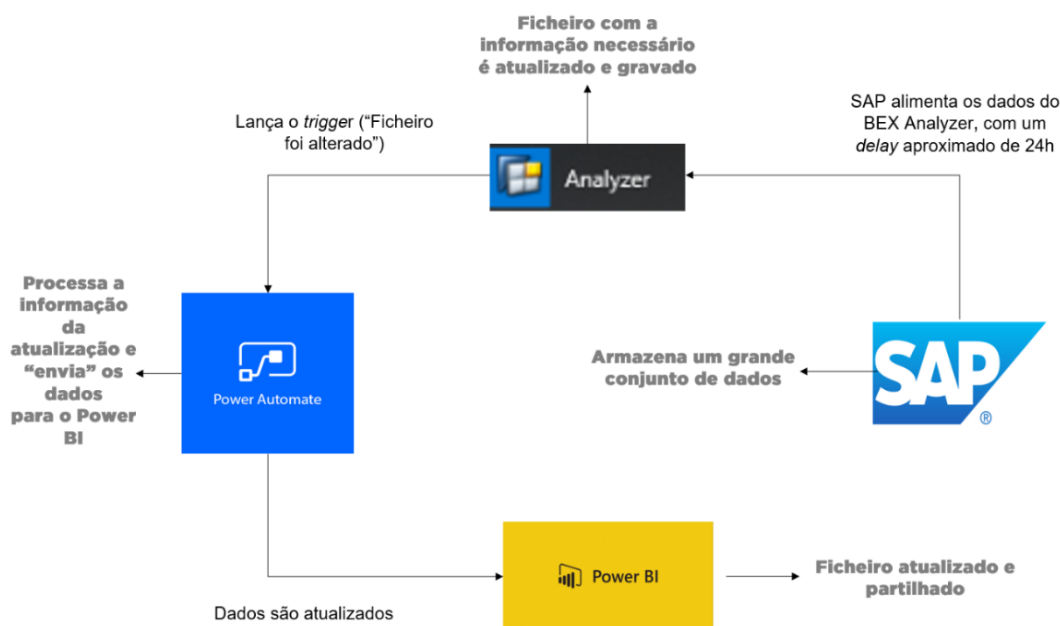 Ficheiro com a
informação necessário
é atualizado e gravado
Lança o trigger (“Ficheiro
foi alterado”)
SAP alimenta os dados do
BEX Analyzer, com um
delay aproximado de 24h
Analyzer
Processa a
informação
da
atualização e
“envia” os
dados
para o Power
BI
Power Automate
Armazena um grande
conjunto de dados
SAP
®
Power BI
Ficheiro atualizado e
partilhado
Dados são atualizados